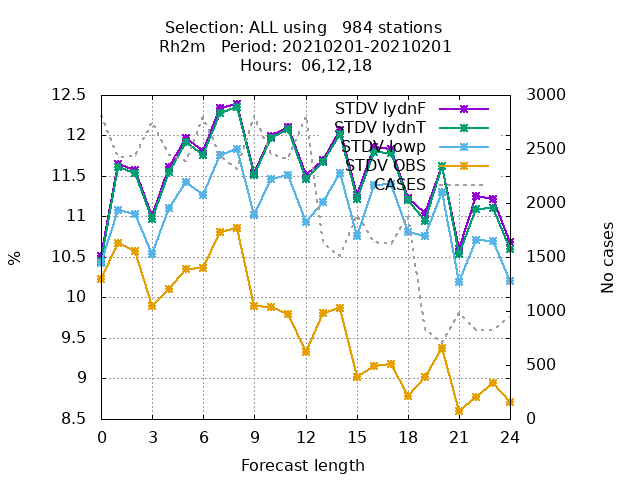 Selection: ALL using   984 stations
Rh2m   Period: 20210201-20210201
Hours:  06,12,18
12.5
12
11.5
11
10.5
10
9.5
9
8.5
%
STDV lydnF
STDV lydnT
STDV lowp
STDV OBS
CASES
3000
2500
2000
1500
1000
500
0
No cases
0 3 6 9 12 15 18 21 24
Forecast length